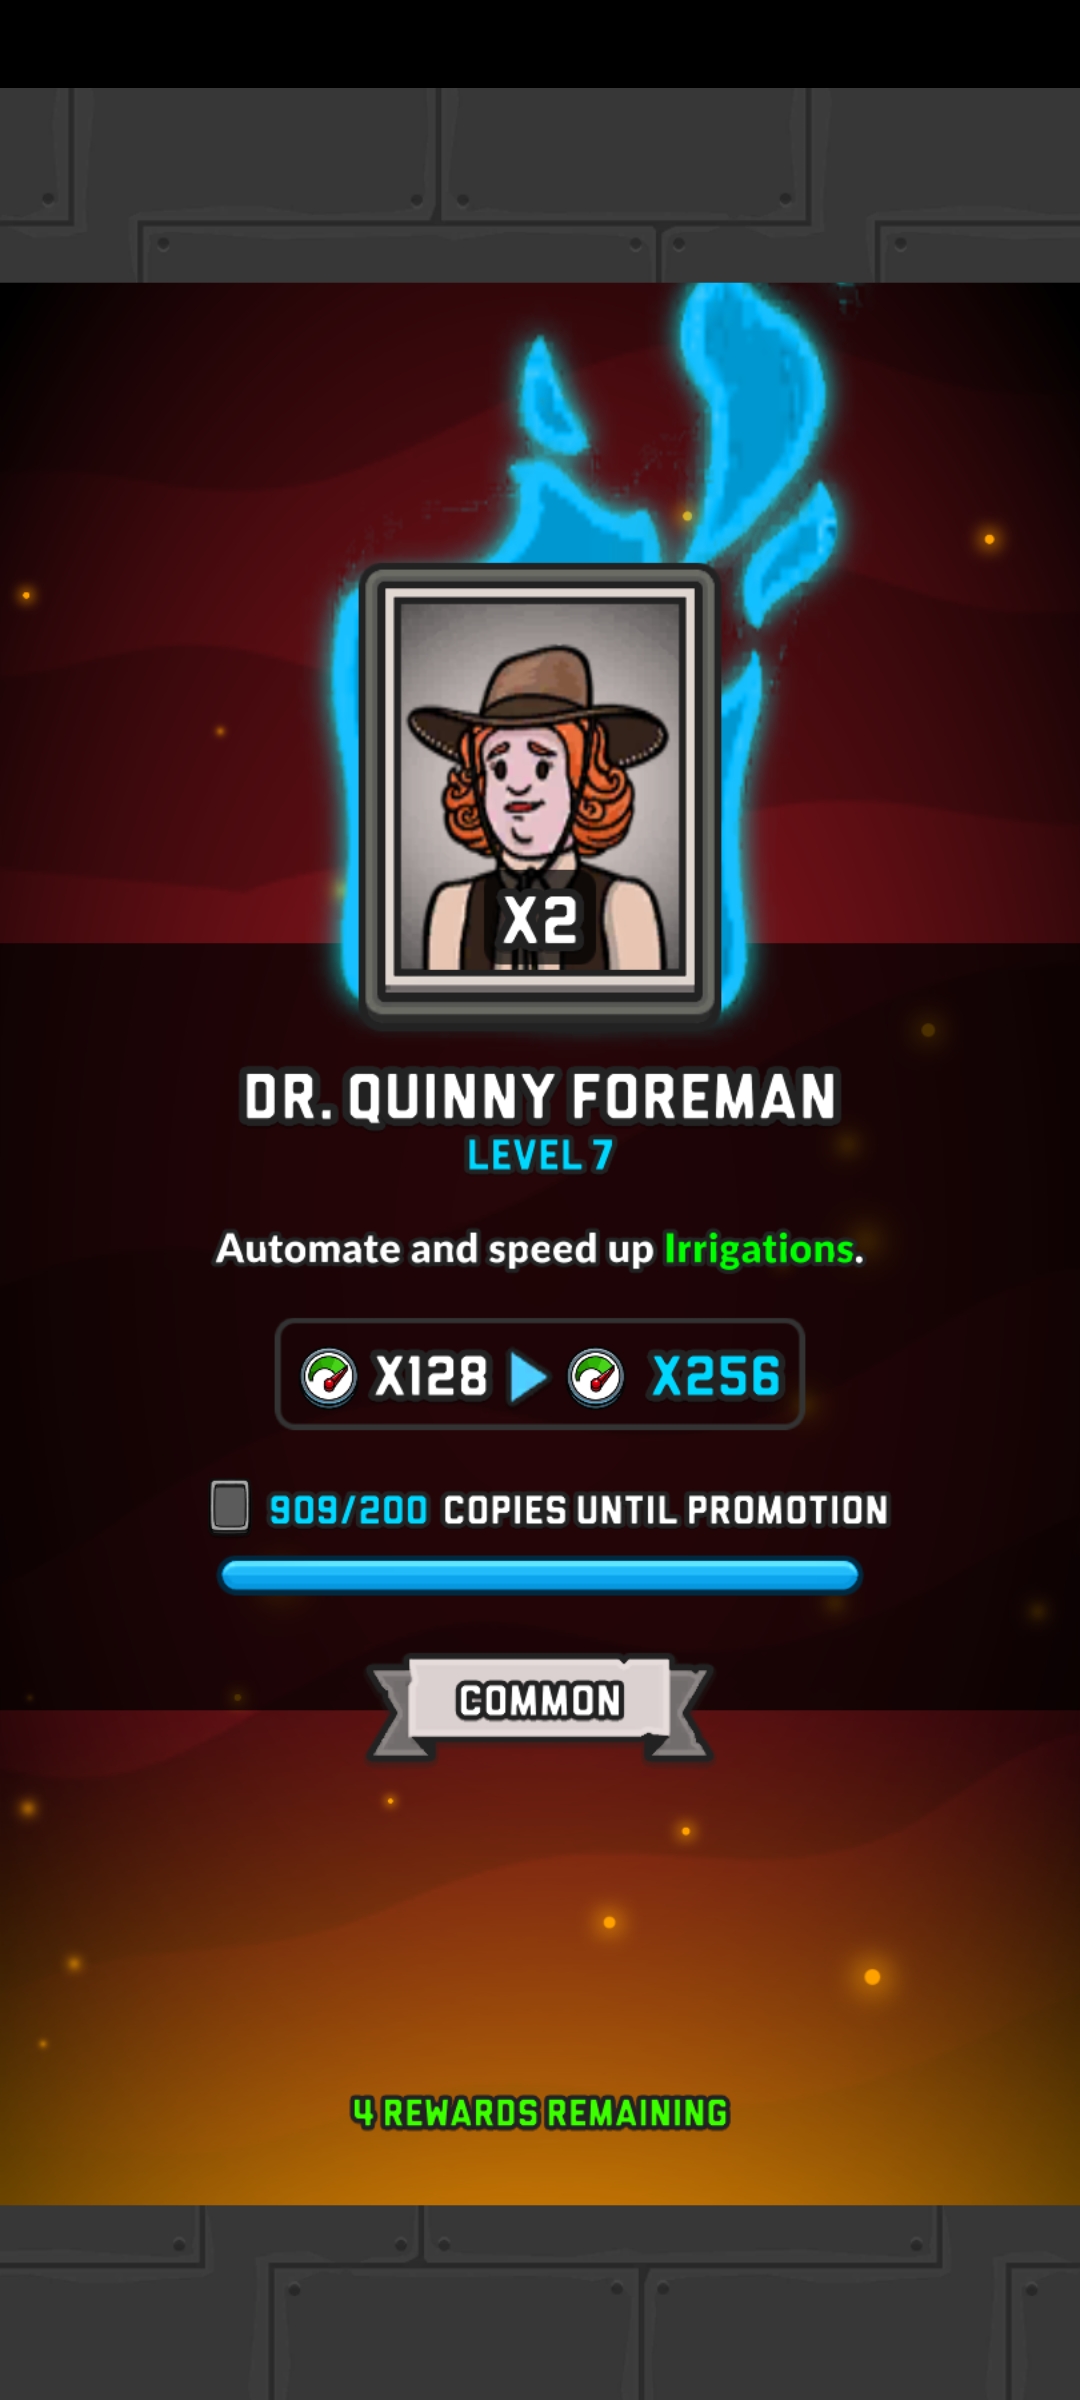 X2
DR. QUINNY FOREMAN
LEVEL 7
Automate and speed up Irrigations.
X128 X256
909/200 COPIES UNTIL PROMOTION
COMMON
4 REWARDS REMAINING